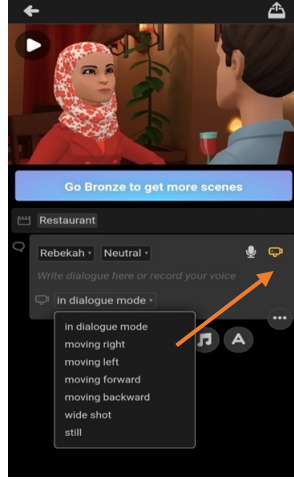 Go Bronze to get more scenes
Restaurant
Rebekah Neutral
Write dialogue here or record your voice
in dialogue mode
in dialogue mode
moving right
moving left
moving forward
moving backward
wide shot
still
A